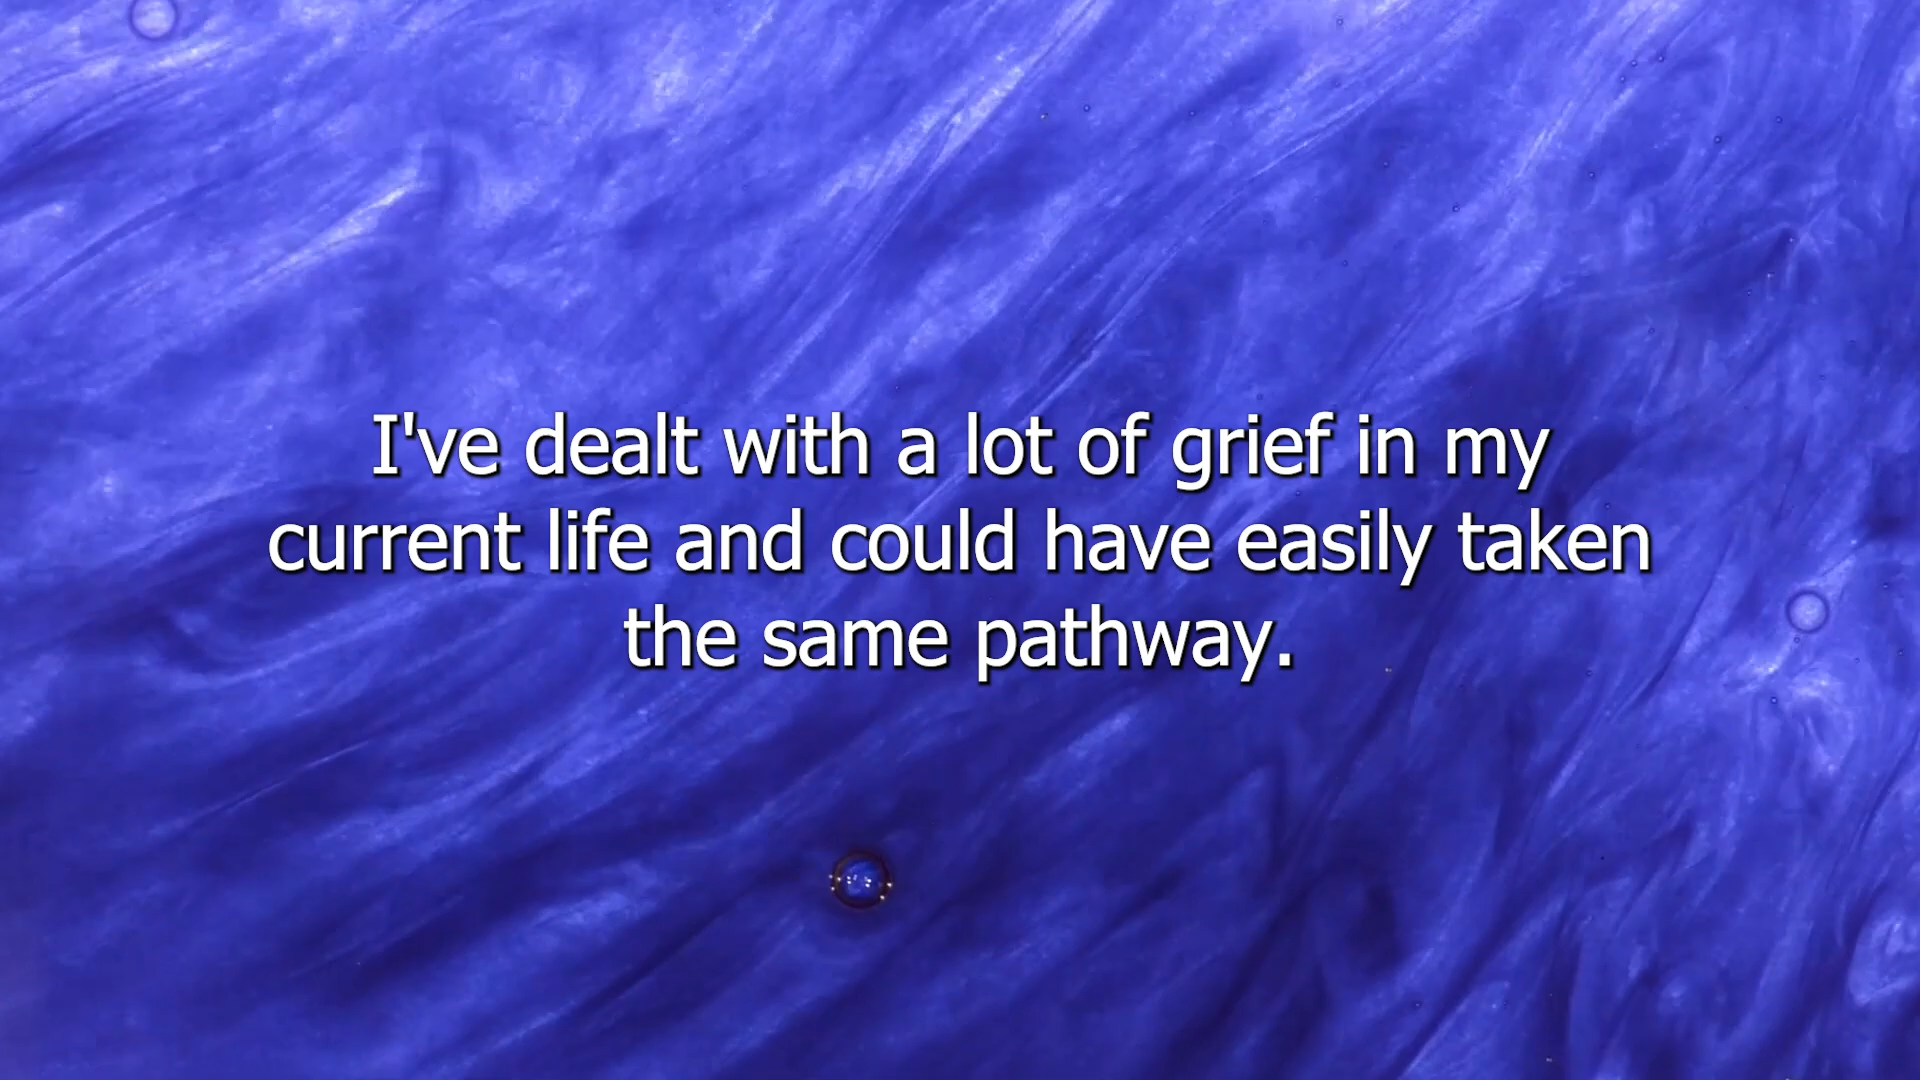 I've dealt with a lot of grief in my
current life and could have easily taken
the same pathway.